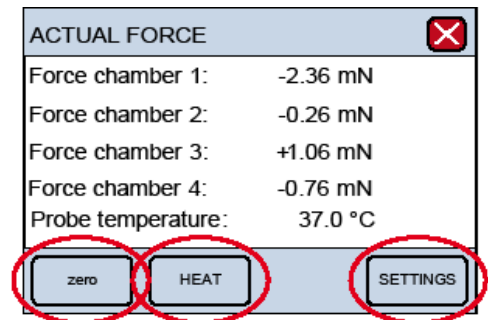 ACTUAL FORCE
Force chamber 1: -2.36 mN
Force chamber 2: -0.26 mN
Force chamber 3: +1.06 mN
Force chamber 4: -0.76 mN
Probe temperature: 37.0 °C
zero HEAT SETTINGS